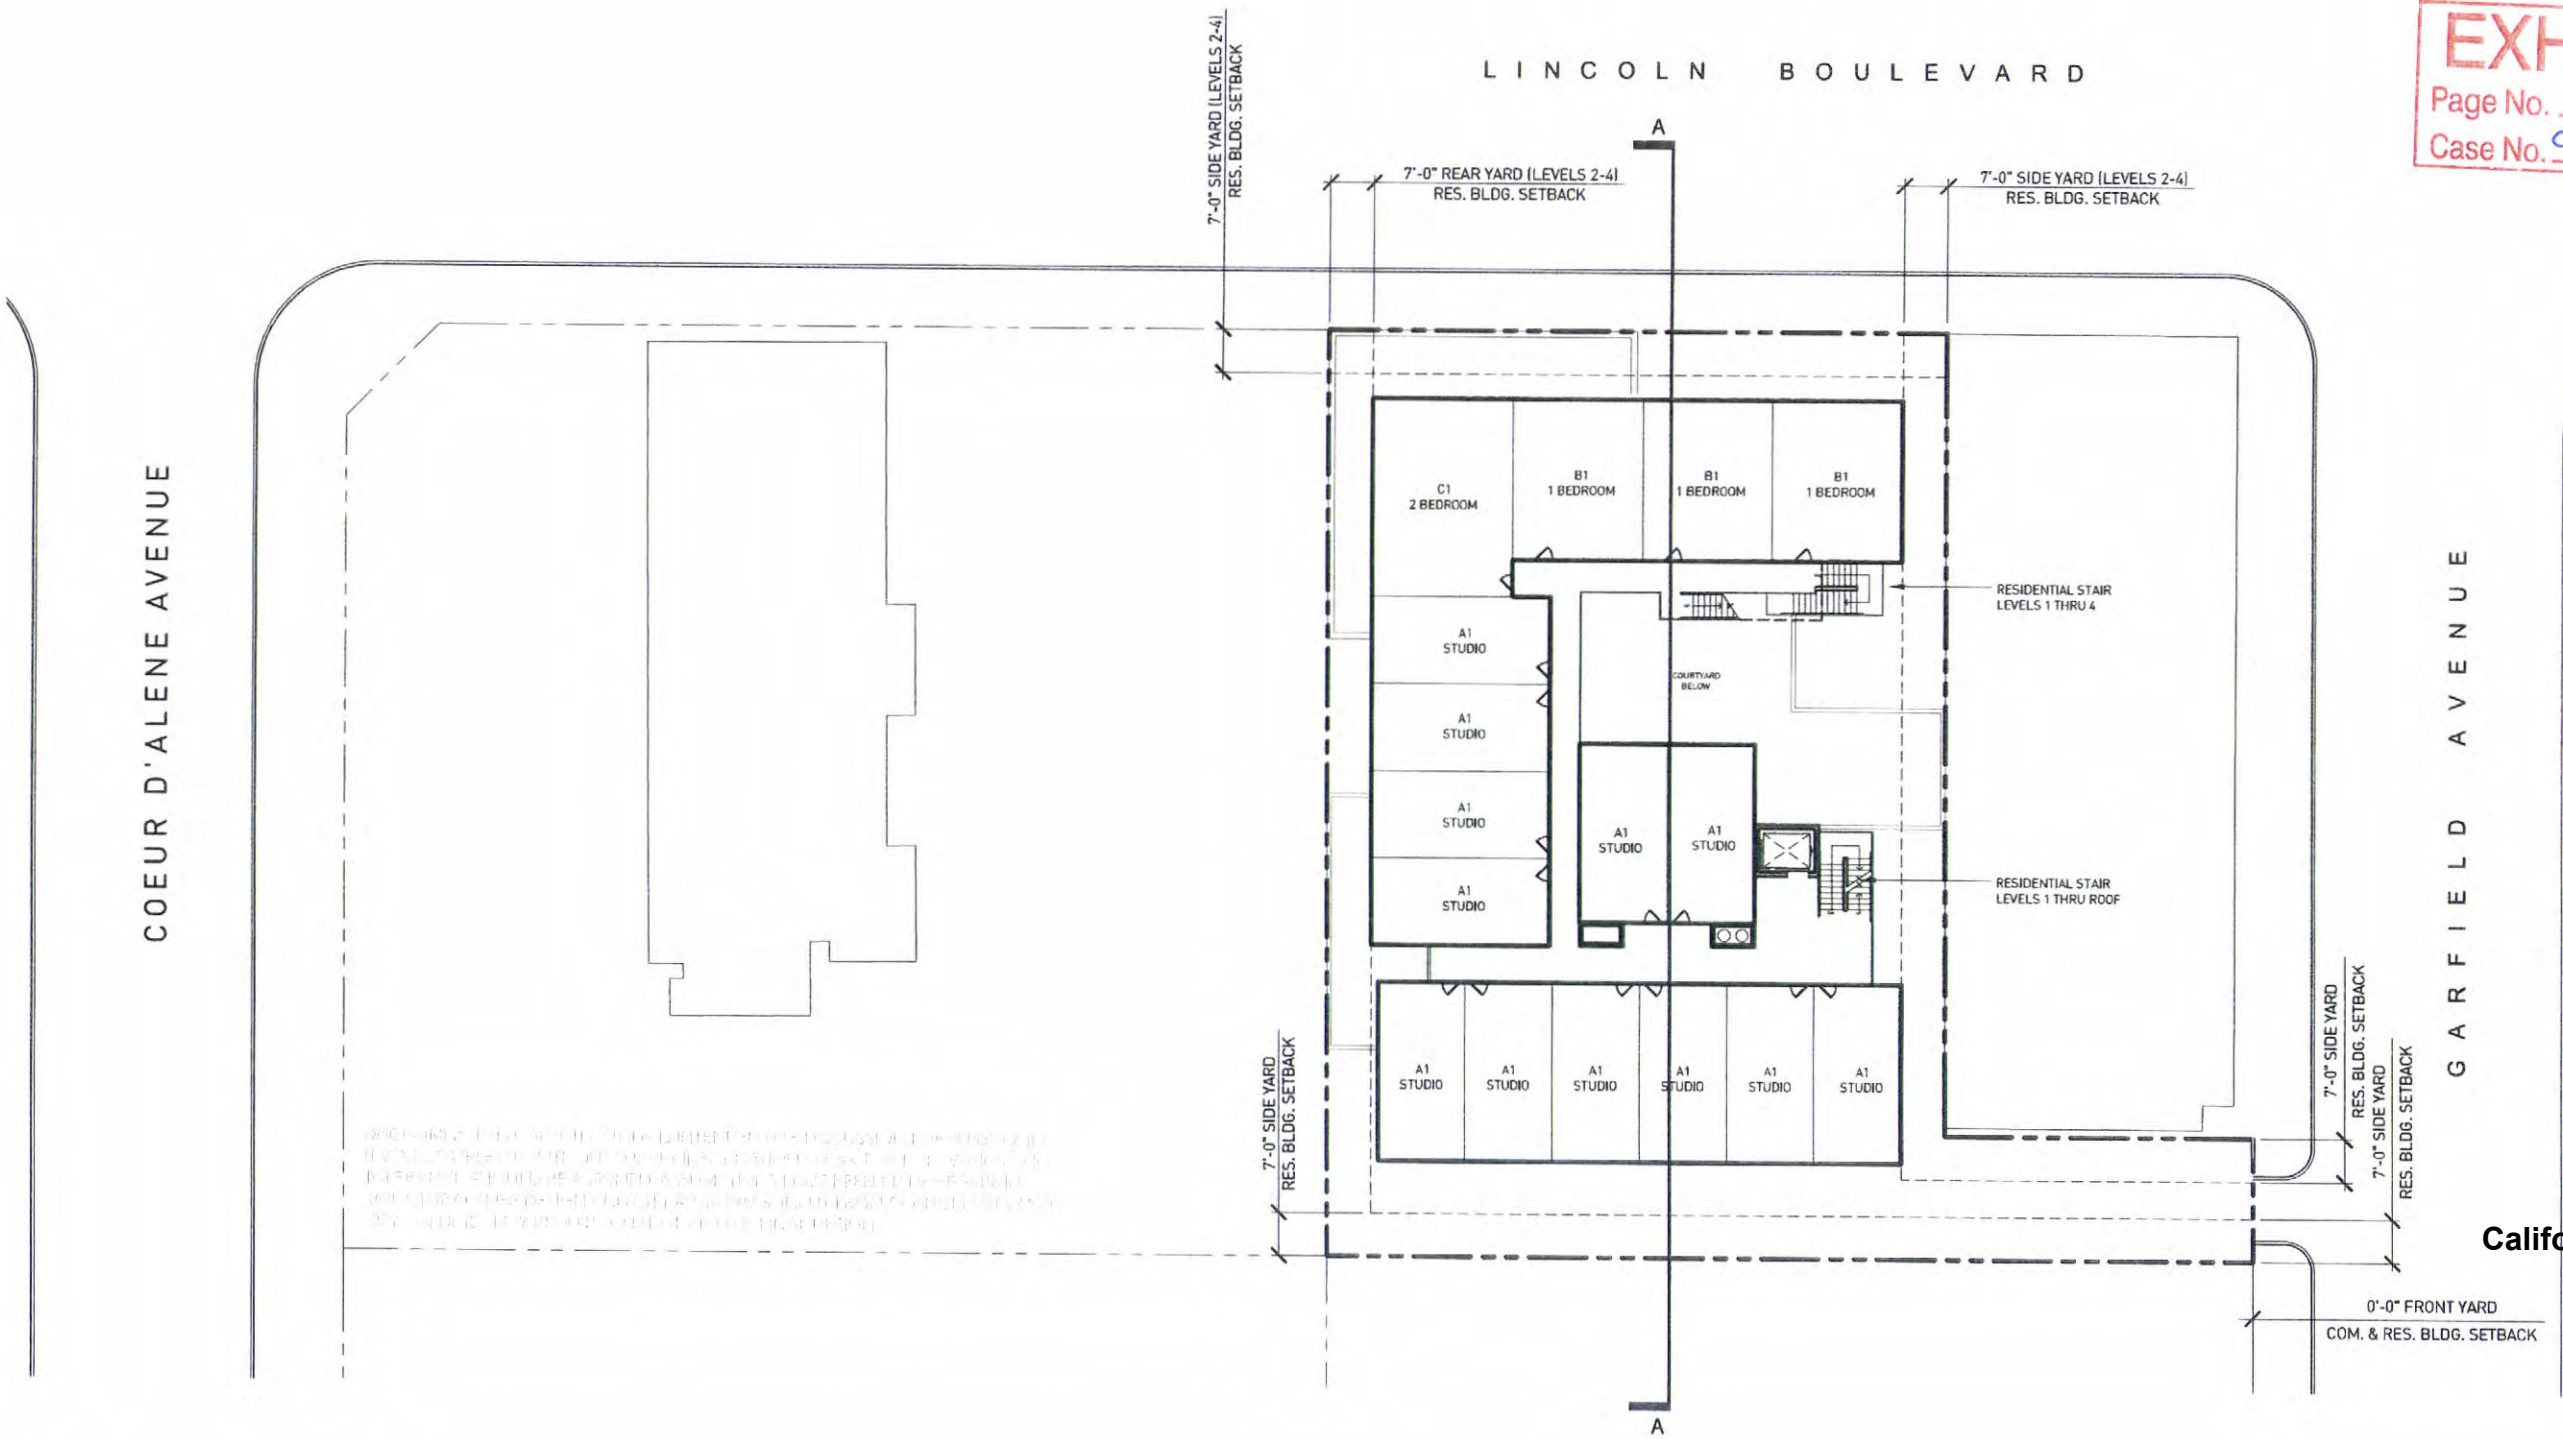 LINCOLN BOULEVARD
EXH
Page No.
Case No.
7'-0" SIDE YARD (LEVELS 2-4)
RES. BLDG. SETBACK
A
7'-0" REAR YARD (LEVELS 2-4)
RES. BLDG. SETBACK
7'-0" SIDE YARD (LEVELS 2-4)
RES. BLDG. SETBACK
COEUR D'ALENE AVENUE
C1
2 BEDROOM
B1
1 BEDROOM
B1
1 BEDROOM
B1
1 BEDROOM
RESIDENTIAL STAIR
LEVELS 1 THRU 4
A1
STUDIO
COURTYARD
BELOW
A1
STUDIO
A1
STUDIO
A1
STUDIO
A1
STUDIO
A1
STUDIO
RESIDENTIAL STAIR
LEVELS 1 THRU ROOF
GARFIELD AVENUE
A1
STUDIO
A1
STUDIO
A1
STUDIO
A1
STUDIO
A1
STUDIO
A1
STUDIO
7'-0" SIDE YARD
RES. BLDG. SETBACK
7'-0" SIDE YARD
RES. BLDG. SETBACK
7'-0" SIDE YARD
RES. BLDG. SETBACK
Califo
0'-0" FRONT YARD
COM. & RES. BLDG. SETBACK
A